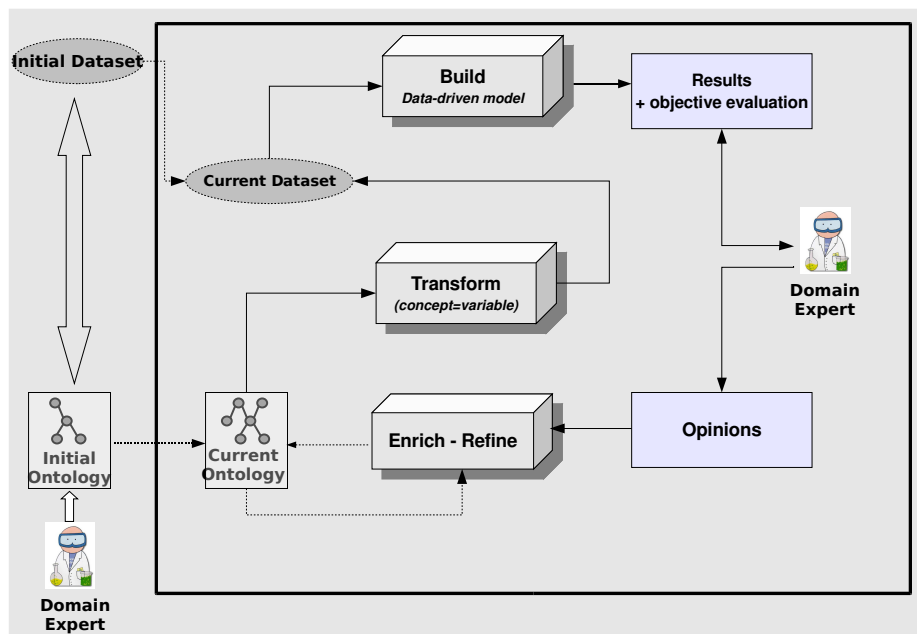 Initial Dataset
Build
Data-driven model
Results
+ objective evaluation
Current Dataset
Transform
(concept=variable)
Domain
Expert
Initial
Ontology
Current
Ontology
Enrich - Refine
Opinions
Domain
Expert